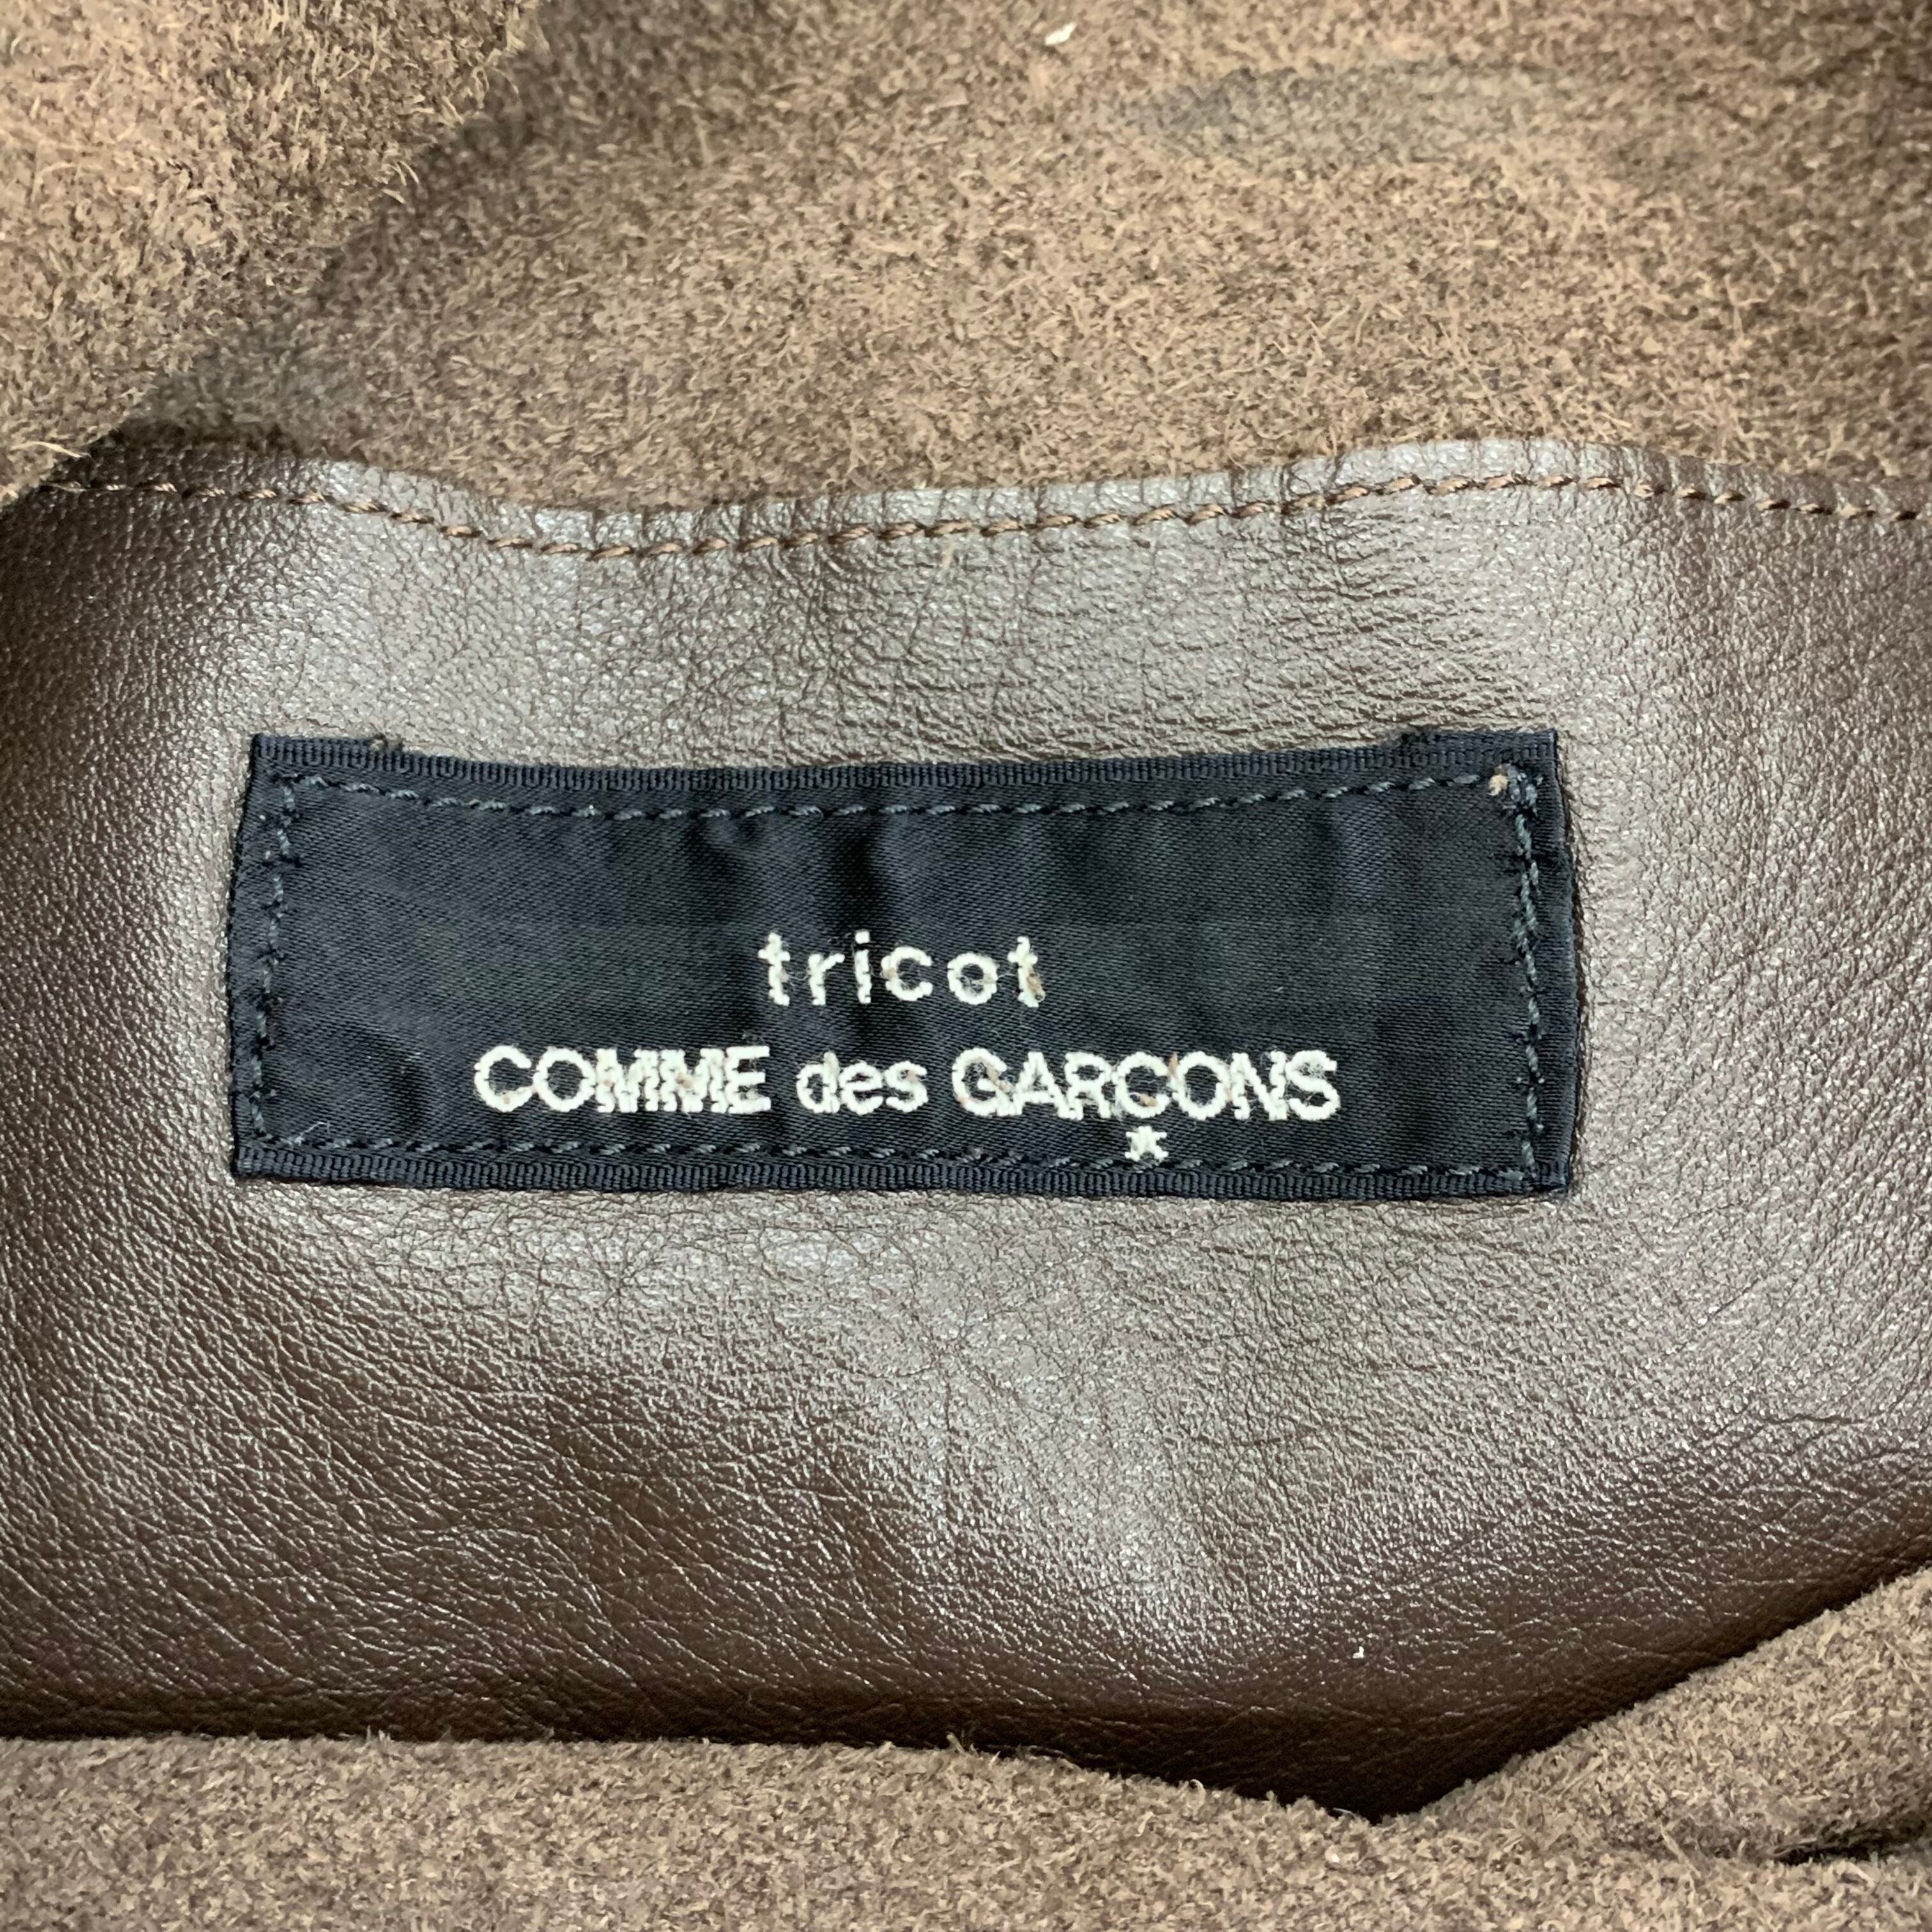 tricot
COMME des GARCONS
★